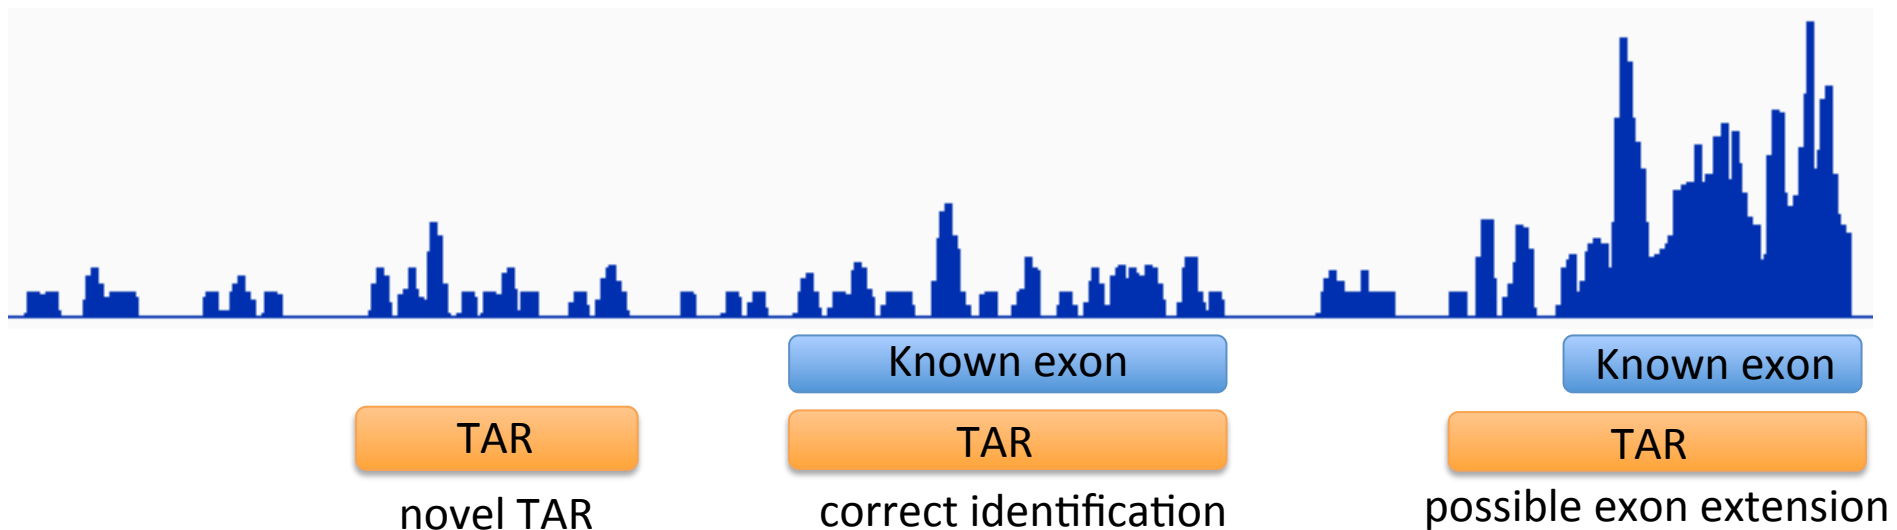 Known exon
Known exon
TAR
TAR
TAR
novel TAR
correct identification
possible exon extension